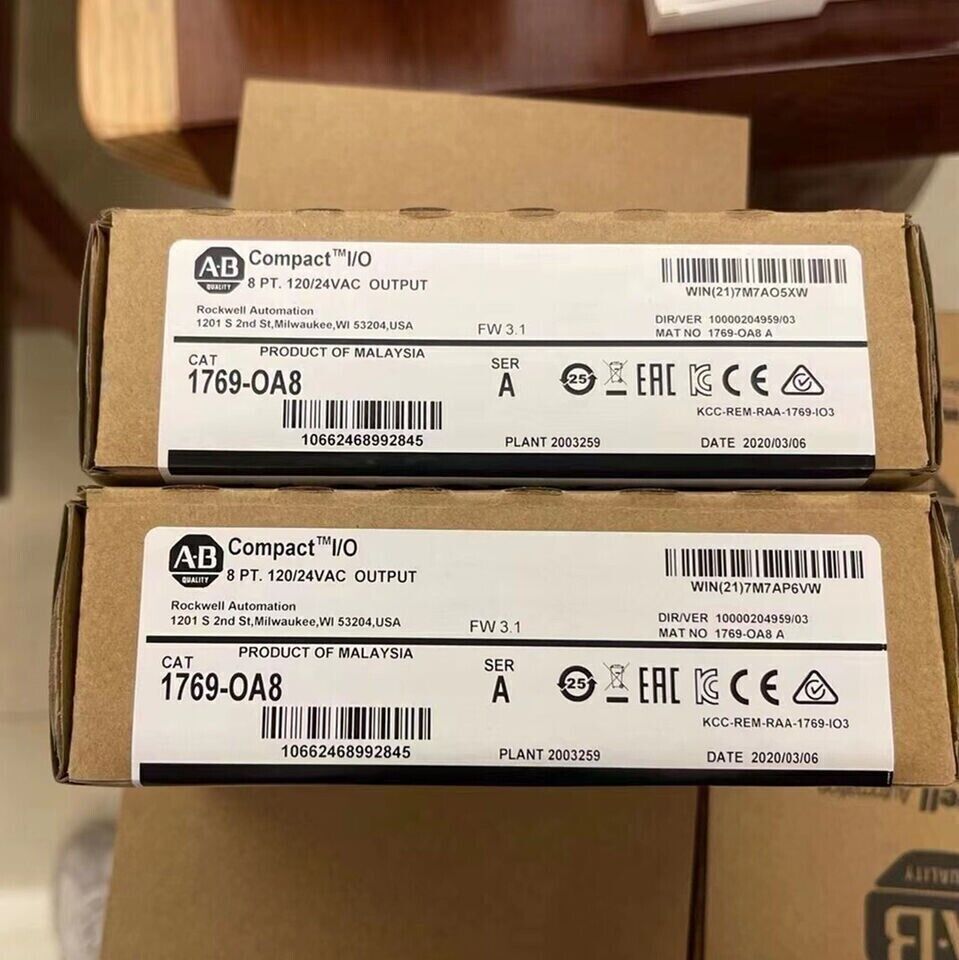 A-B
QUALITY
Compact™I/O
8 PT. 120/24VAC OUTPUT
WIN(21)7M7AO5XW
Rockwell Automation
1201 S 2nd St,Milwaukee,WI 53204,USA
FW 3.1
DIR/VER 10000204959/03
MAT NO 1769-OA8 A
PRODUCT OF MALAYSIA
CAT
1769-OA8
SER
A
25
EAC
CE
KCC-REM-RAA-1769-IO3
10662468992845
PLANT 2003259
DATE 2020/03/06
A-B
QUALITY
Compact™I/O
8 PT. 120/24VAC OUTPUT
WIN(21)7M7AP6VW
Rockwell Automation
1201 S 2nd St,Milwaukee,WI 53204,USA
FW 3.1
DIR/VER 10000204959/03
MAT NO 1769-OA8 A
PRODUCT OF MALAYSIA
CAT
1769-OA8
SER
A
25
EAC
CE
KCC-REM-RAA-1769-IO3
10662468992845
PLANT 2003259
DATE 2020/03/06